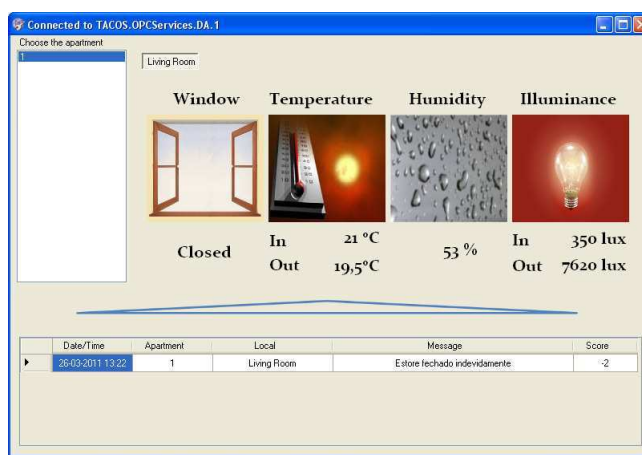 Connected to TACOS.OPCServices.DA.1
Choose the apartment
1
Living Room
Window Temperature Humidity Illuminance
Closed
In 21 ºC
Out 19,5ºC
53 %
In 350 lux
Out 7620 lux
Date/Time Apartment Local Message Score
26-03-2011 13:22 1 Living Room Estore fechado indevidamente -2